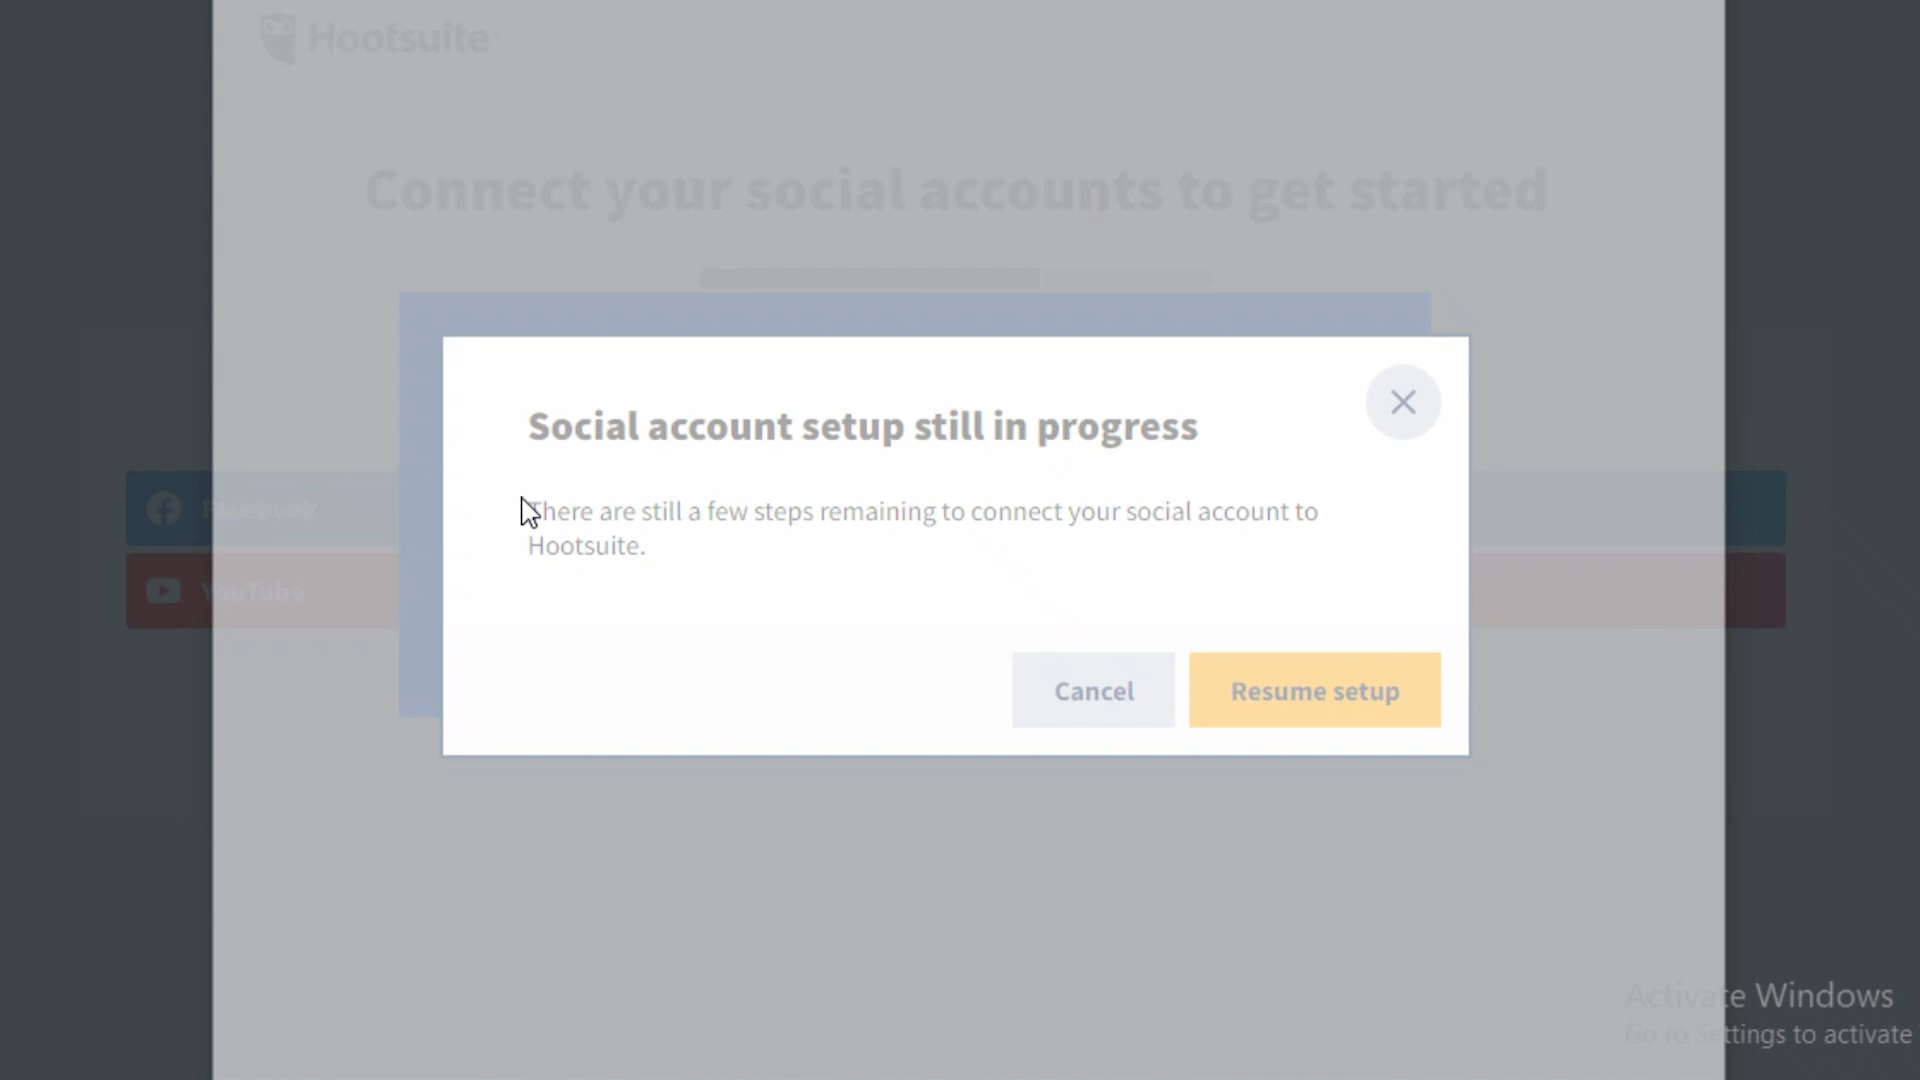 Hootsuite
Connect your social accounts to get started
Social account setup still in progress
There are still a few steps remaining to connect your social account to
Hootsuite.
Facebook
YouTube
Cancel
Resume setup
Activate Windows
Go to Settings to activate